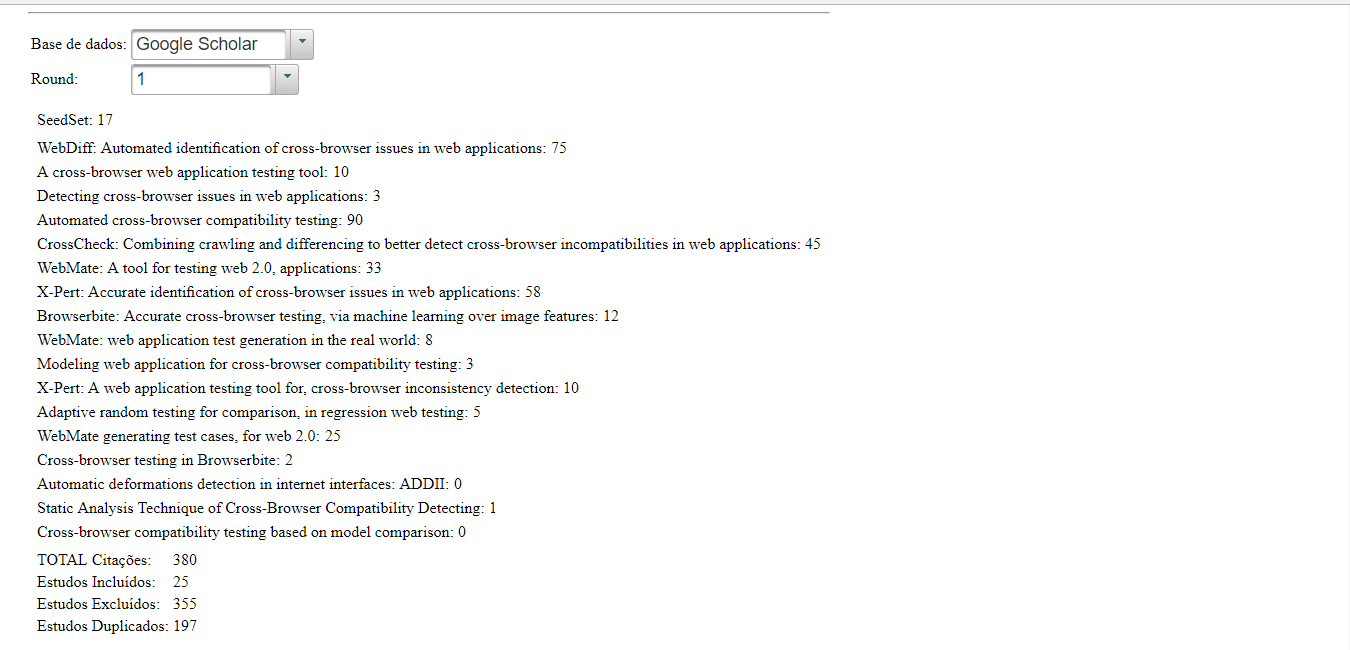 Base de dados: Google Scholar
Round: 1
SeedSet: 17
WebDiff: Automated identification of cross-browser issues in web applications: 75
A cross-browser web application testing tool: 10
Detecting cross-browser issues in web applications: 3
Automated cross-browser compatibility testing: 90
CrossCheck: Combining crawling and differencing to better detect cross-browser incompatibilities in web applications: 45
WebMate: A tool for testing web 2.0, applications: 33
X-Pert: Accurate identification of cross-browser issues in web applications: 58
Browserbite: Accurate cross-browser testing, via machine learning over image features: 12
WebMate: web application test generation in the real world: 8
Modeling web application for cross-browser compatibility testing: 3
X-Pert: A web application testing tool for, cross-browser inconsistency detection: 10
Adaptive random testing for comparison, in regression web testing: 5
WebMate generating test cases, for web 2.0: 25
Cross-browser testing in Browserbite: 2
Automatic deformations detection in internet interfaces: ADDII: 0
Static Analysis Technique of Cross-Browser Compatibility Detecting: 1
Cross-browser compatibility testing based on model comparison: 0
TOTAL Citações: 380
Estudos Incluídos: 25
Estudos Excluídos: 355
Estudos Duplicados: 197